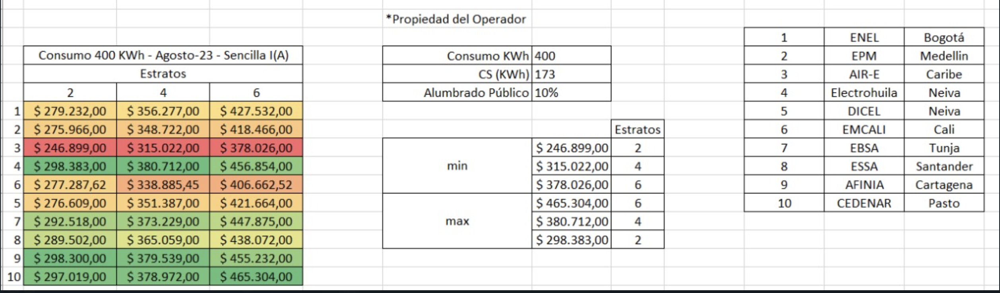 *Propiedad del Operador
Consumo 400 KWh - Agosto-23 - Sencilla I(A)
Estratos
2 4 6
1 $ 279.232,00 $ 356.277,00 $ 427.532,00
2 $ 275.966,00 $ 348.722,00 $ 418.466,00
3 $ 246.899,00 $ 315.022,00 $ 378.026,00
4 $ 298.383,00 $ 380.712,00 $ 456.854,00
6 $ 277.287,62 $ 338.885,45 $ 406.662,52
5 $ 276.609,00 $ 351.387,00 $ 421.664,00
7 $ 292.518,00 $ 373.229,00 $ 447.875,00
8 $ 289.502,00 $ 365.059,00 $ 438.072,00
9 $ 298.300,00 $ 379.539,00 $ 455.232,00
10 $ 297.019,00 $ 378.972,00 $ 465.304,00
Consumo KWh 400
CS (KWh) 173
Alumbrado Público 10%
Estratos
min
$ 246.899,00 2
$ 315.022,00 4
$ 378.026,00 6
max
$ 465.304,00 6
$ 380.712,00 4
$ 298.383,00 2
1 ENEL Bogotá
2 EPM Medellin
3 AIR-E Caribe
4 Electrohuila Neiva
5 DICEL Neiva
6 EMCALI Cali
7 EBSA Tunja
8 ESSA Santander
9 AFINIA Cartagena
10 CEDENAR Pasto